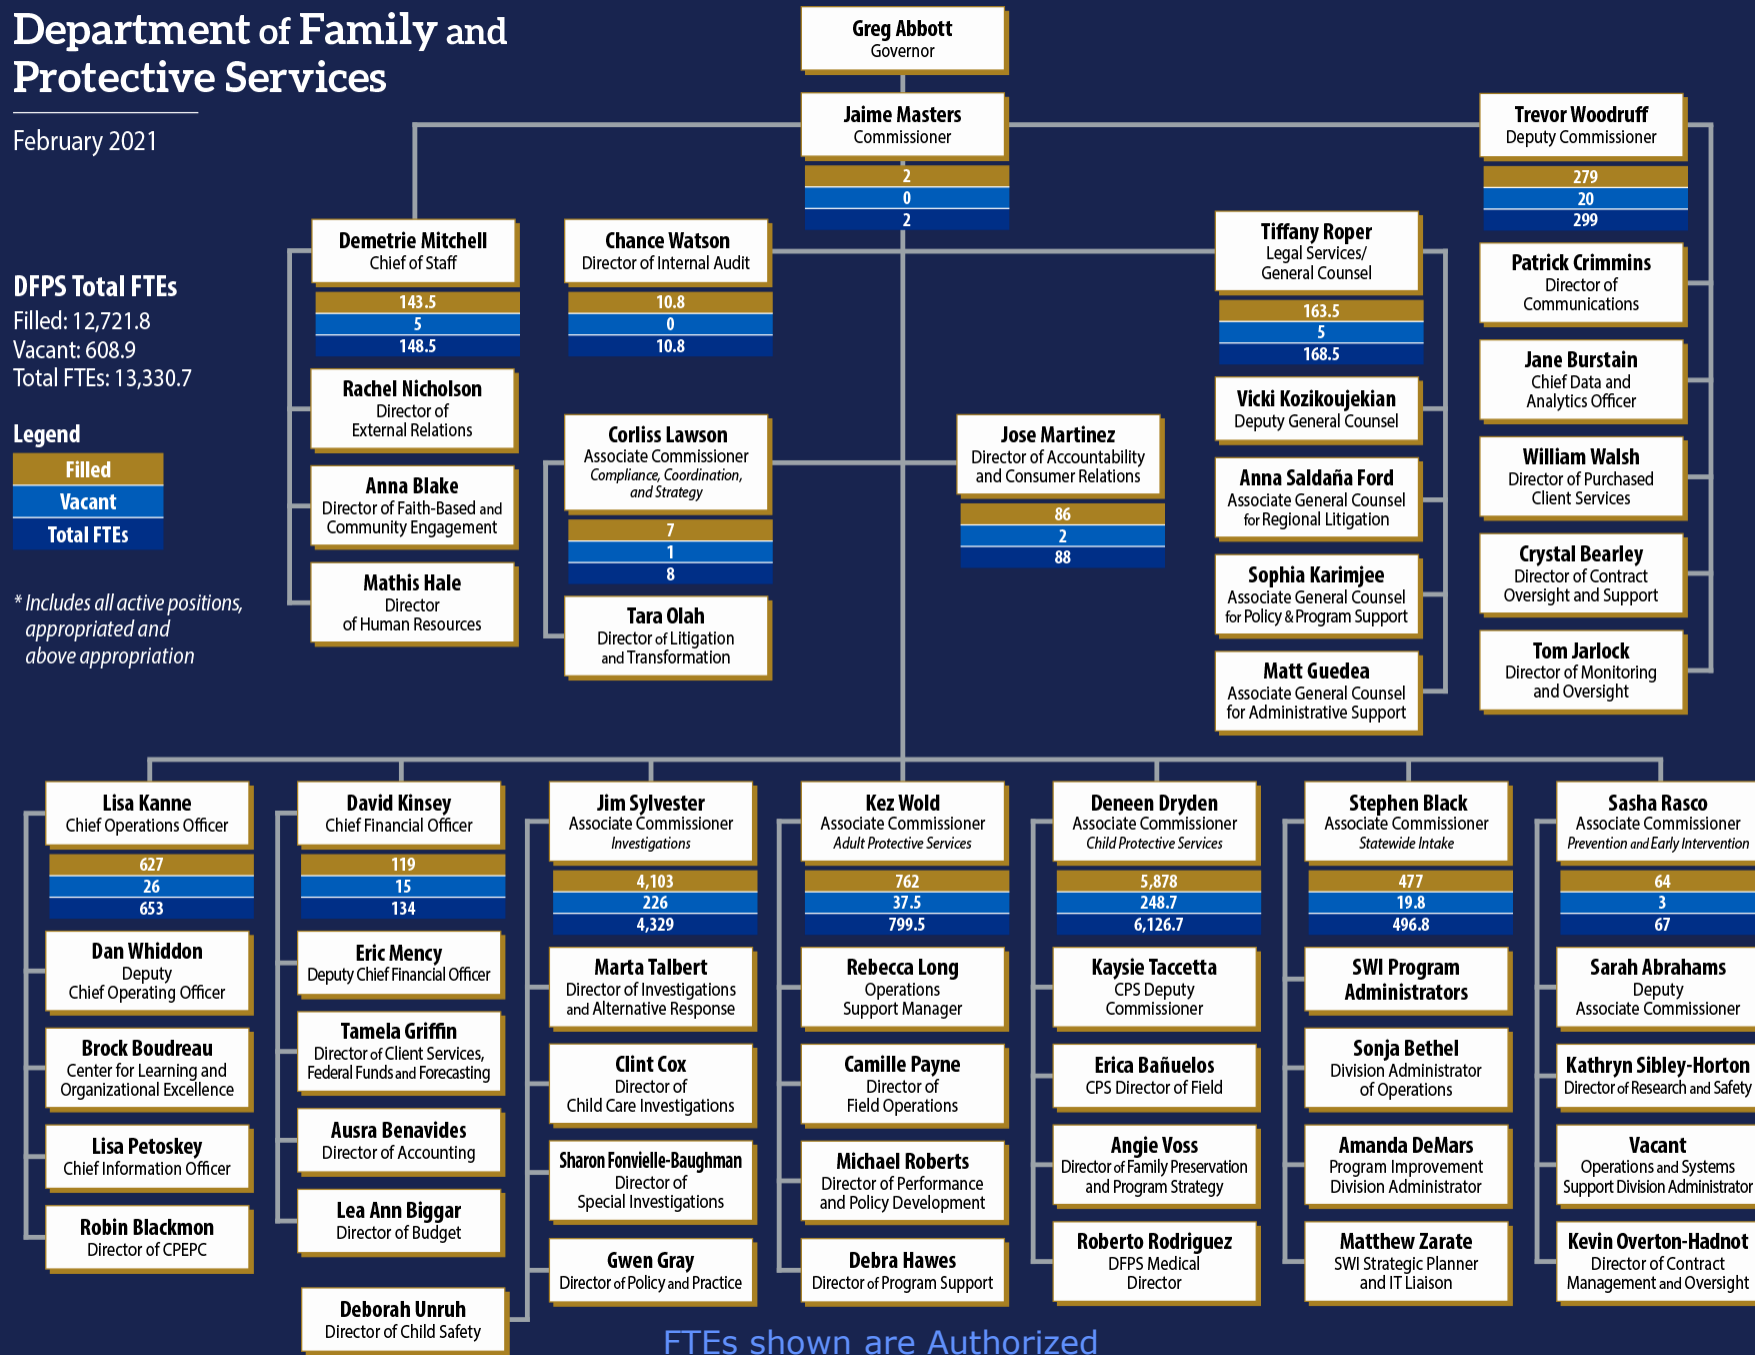 Department of Family and
Protective Services
February 2021
Greg Abbott
Governor
Jaime Masters
Commissioner
2
0
2
Trevor Woodruff
Deputy Commissioner
279
20
299
Patrick Crimmins
Director of
Communications
Jane Burstain
Chief Data and
Analytics Officer
William Walsh
Director of Purchased
Client Services
Crystal Bearley
Director of Contract
Oversight and Support
Tom Jarlock
Director of Monitoring
and Oversight
DFPS Total FTEs
Filled: 12,721.8
Vacant: 608.9
Total FTEs: 13,330.7
Legend
Filled
Vacant
Total FTEs
* Includes all active positions,
appropriated and
above appropriation
Demetrie Mitchell
Chief of Staff
143.5
5
148.5
Rachel Nicholson
Director of
External Relations
Anna Blake
Director of Faith-Based and
Community Engagement
Mathis Hale
Director
of Human Resources
Chance Watson
Director of Internal Audit
10.8
0
10.8
Corliss Lawson
Associate Commissioner
Compliance, Coordination,
and Strategy
7
1
8
Tara Olah
Director of Litigation
and Transformation
Jose Martinez
Director of Accountability
and Consumer Relations
86
2
88
Tiffany Roper
Legal Services/
General Counsel
163.5
5
168.5
Vicki Kozikoujekian
Deputy General Counsel
Anna Saldaña Ford
Associate General Counsel
for Regional Litigation
Sophia Karimjee
Associate General Counsel
for Policy & Program Support
Matt Guedea
Associate General Counsel
for Administrative Support
Lisa Kanne
Chief Operations Officer
627
26
653
Dan Whiddon
Deputy
Chief Operating Officer
Brock Boudreau
Center for Learning and
Organizational Excellence
Lisa Petoskey
Chief Information Officer
Robin Blackmon
Director of CPEPC
David Kinsey
Chief Financial Officer
119
15
134
Eric Mency
Deputy Chief Financial Officer
Tamela Griffin
Director of Client Services,
Federal Funds and Forecasting
Ausra Benavides
Director of Accounting
Lea Ann Biggar
Director of Budget
Jim Sylvester
Associate Commissioner
Investigations
4,103
226
4,329
Marta Talbert
Director of Investigations
and Alternative Response
Clint Cox
Director of
Child Care Investigations
Sharon Fonvielle-Baughman
Director of
Special Investigations
Gwen Gray
Director of Policy and Practice
Deborah Unruh
Director of Child Safety
Kez Wold
Associate Commissioner
Adult Protective Services
762
37.5
799.5
Rebecca Long
Operations
Support Manager
Camille Payne
Director of
Field Operations
Michael Roberts
Director of Performance
and Policy Development
Debra Hawes
Director of Program Support
Deneen Dryden
Associate Commissioner
Child Protective Services
5,878
248.7
6,126.7
Kaysie Taccetta
CPS Deputy
Commissioner
Erica Bañuelos
CPS Director of Field
Angie Voss
Director of Family Preservation
and Program Strategy
Roberto Rodriguez
DFPS Medical
Director
Stephen Black
Associate Commissioner
Statewide Intake
477
19.8
496.8
SWI Program
Administrators
Sonja Bethel
Division Administrator
of Operations
Amanda DeMars
Program Improvement
Division Administrator
Matthew Zarate
SWI Strategic Planner
and IT Liaison
Sasha Rasco
Associate Commissioner
Prevention and Early Intervention
64
3
67
Sarah Abrahams
Deputy
Associate Commissioner
Kathryn Sibley-Horton
Director of Research and Safety
Vacant
Operations and Systems
Support Division Administrator
Kevin Overton-Hadnot
Director of Contract
Management and Oversight
FTEs shown are Authorized